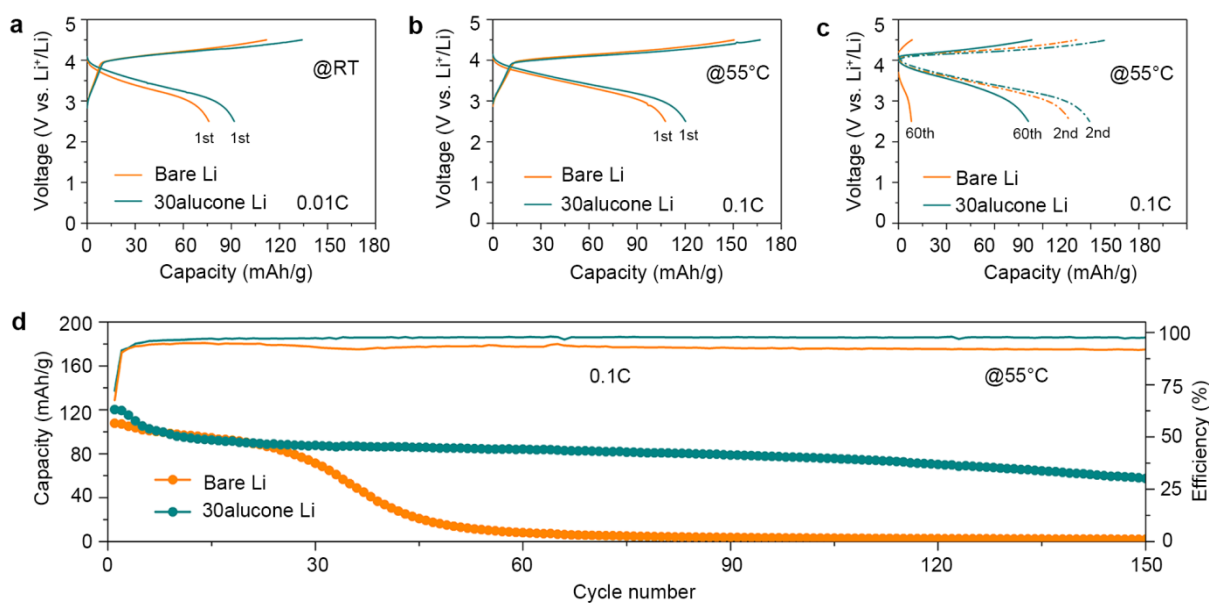 a
5
4
3
2
1
0
Voltage (V vs. Li⁺/Li)
@RT
1st
1st
Bare Li
30alucone Li
0.01C
0 30 60 90 120 150 180
Capacity (mAh/g)
b
5
4
3
2
1
0
Voltage (V vs. Li⁺/Li)
@55°C
1st
1st
Bare Li
30alucone Li
0.1C
0 30 60 90 120 150 180
Capacity (mAh/g)
c
5
4
3
2
1
0
Voltage (V vs. Li⁺/Li)
@55°C
60th
60th
2nd
2nd
Bare Li
30alucone Li
0.1C
0 30 60 90 120 150 180
Capacity (mAh/g)
d
200
160
120
80
40
0
Capacity (mAh/g)
0.1C
@55°C
Bare Li
30alucone Li
100
75
50
25
0
Efficiency (%)
0 30 60 90 120 150
Cycle number